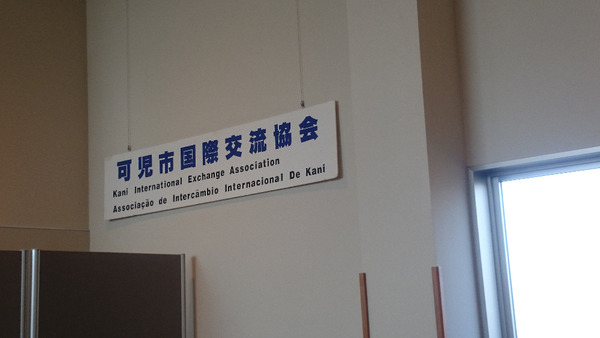 可児市国際交流協会
Kani International Exchange Association
Associação de Intercâmbio Internacional De Kani